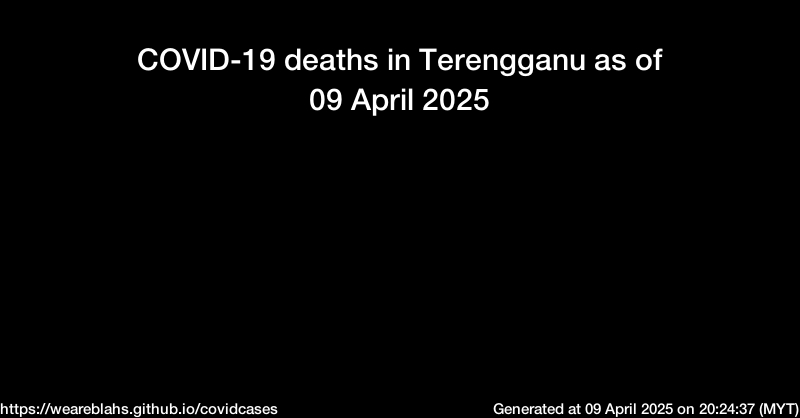 COVID-19 deaths in Terengganu as of
09 April 2025
https://weareblahs.github.io/covidcases
Generated at 09 April 2025 on 20:24:37 (MYT)